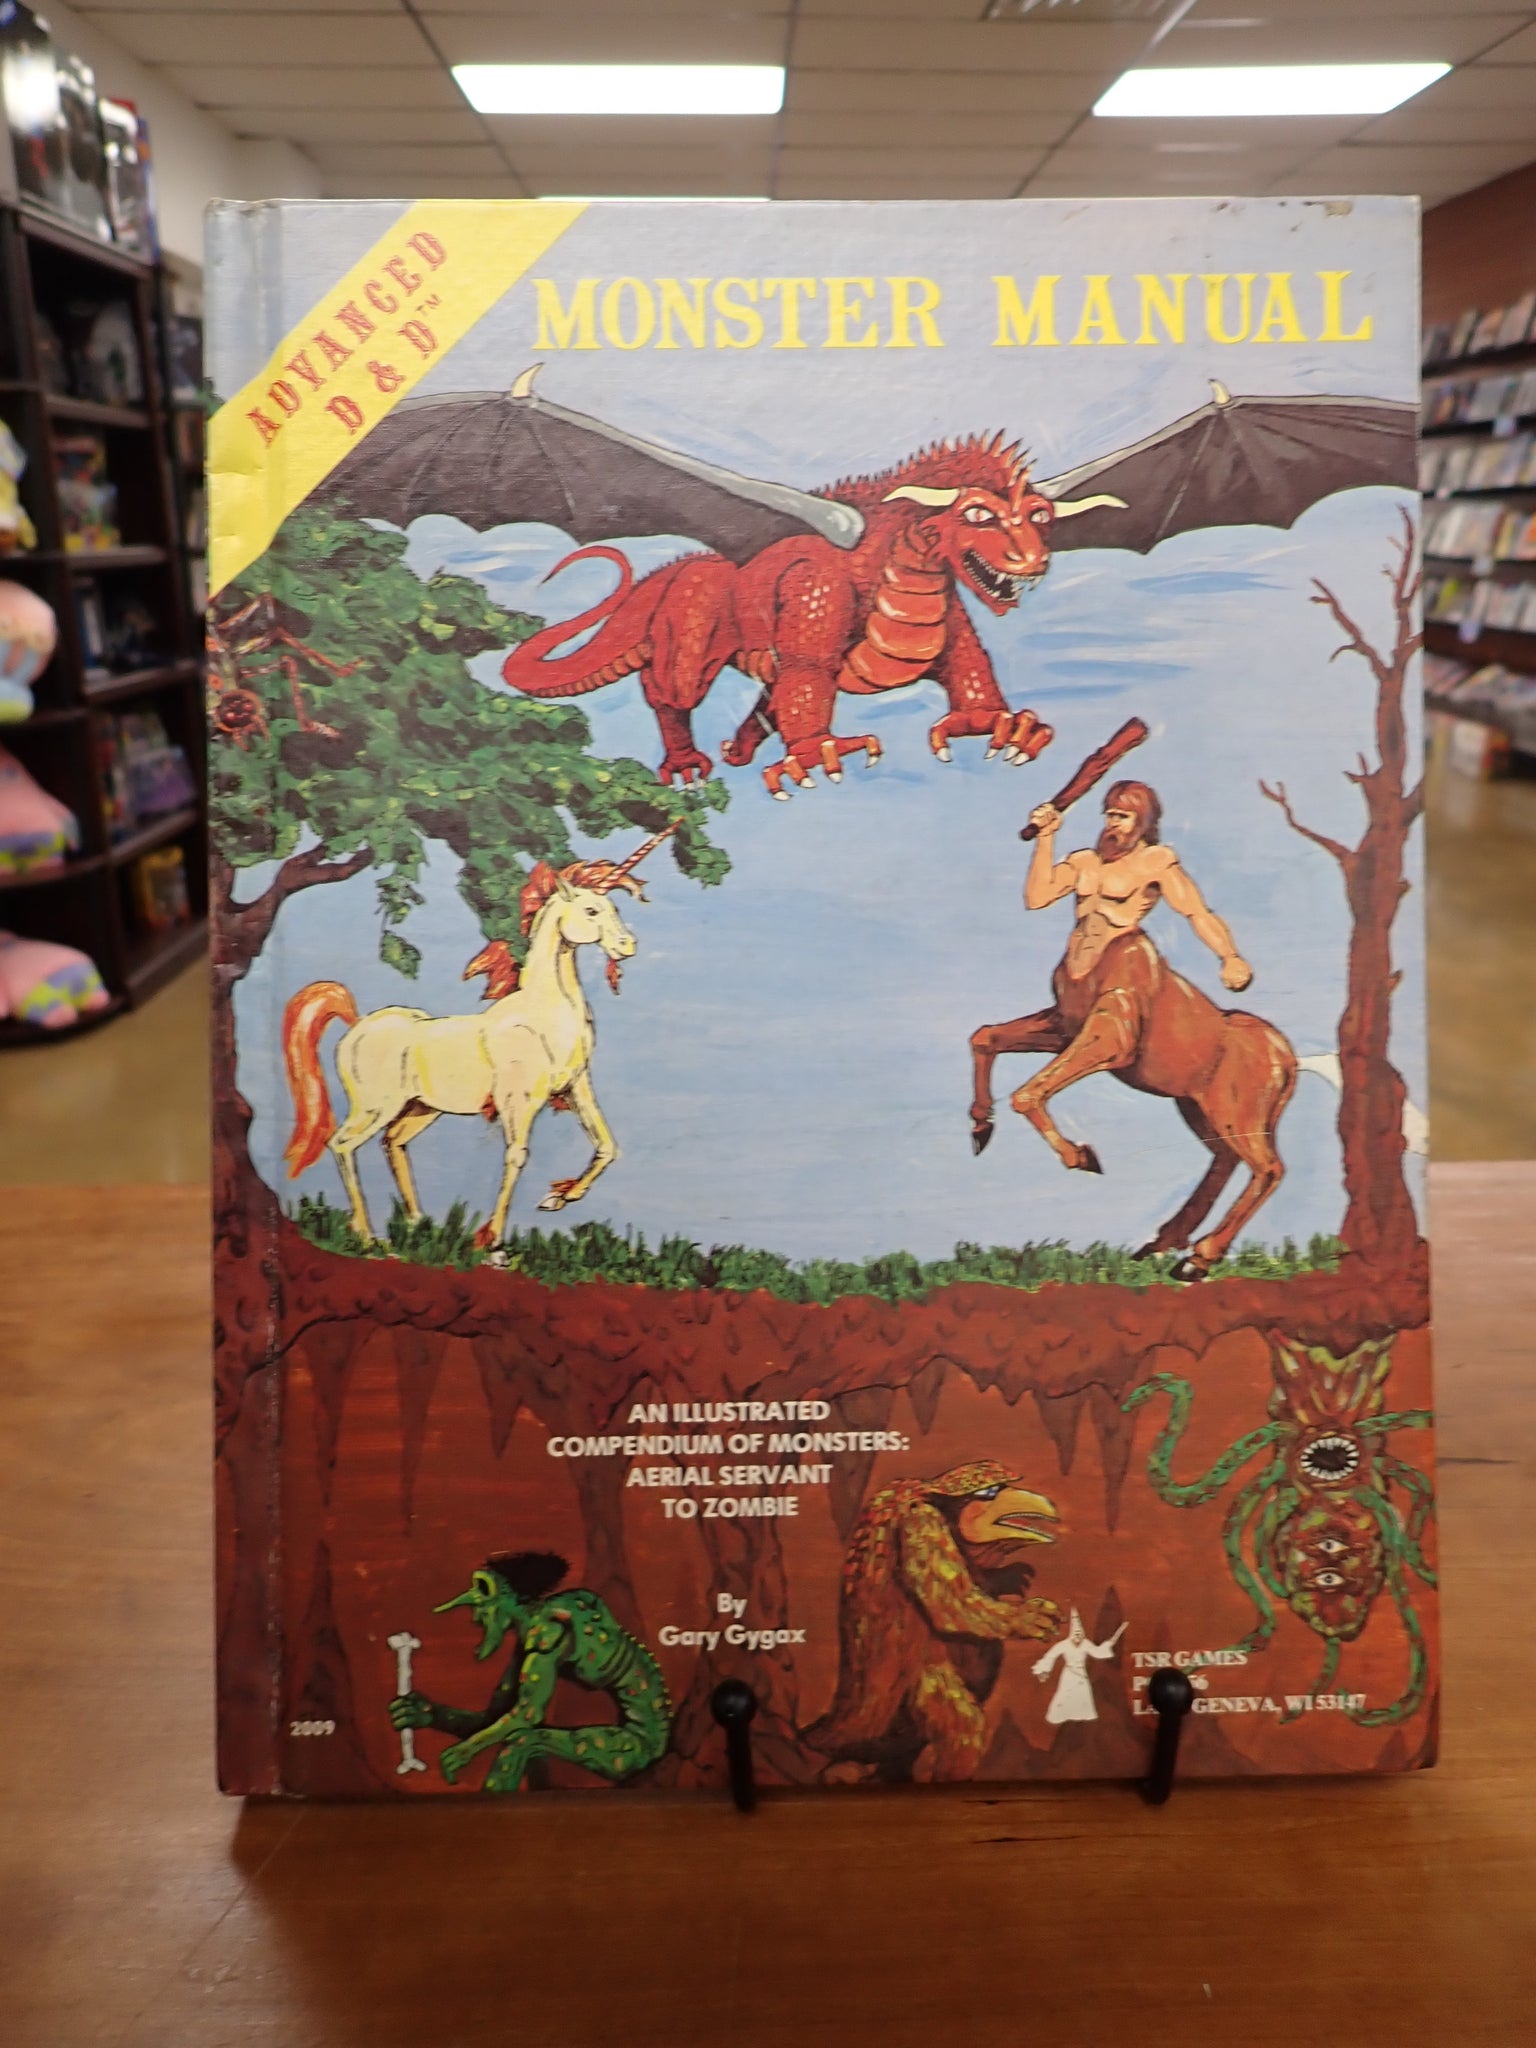 ADVANCED
D & D™
MONSTER MANUAL
AN ILLUSTRATED
COMPENDIUM OF MONSTERS:
AERIAL SERVANT
TO ZOMBIE
By
Gary Gygax
TSR GAMES
GENEVA, WI 53147
2009